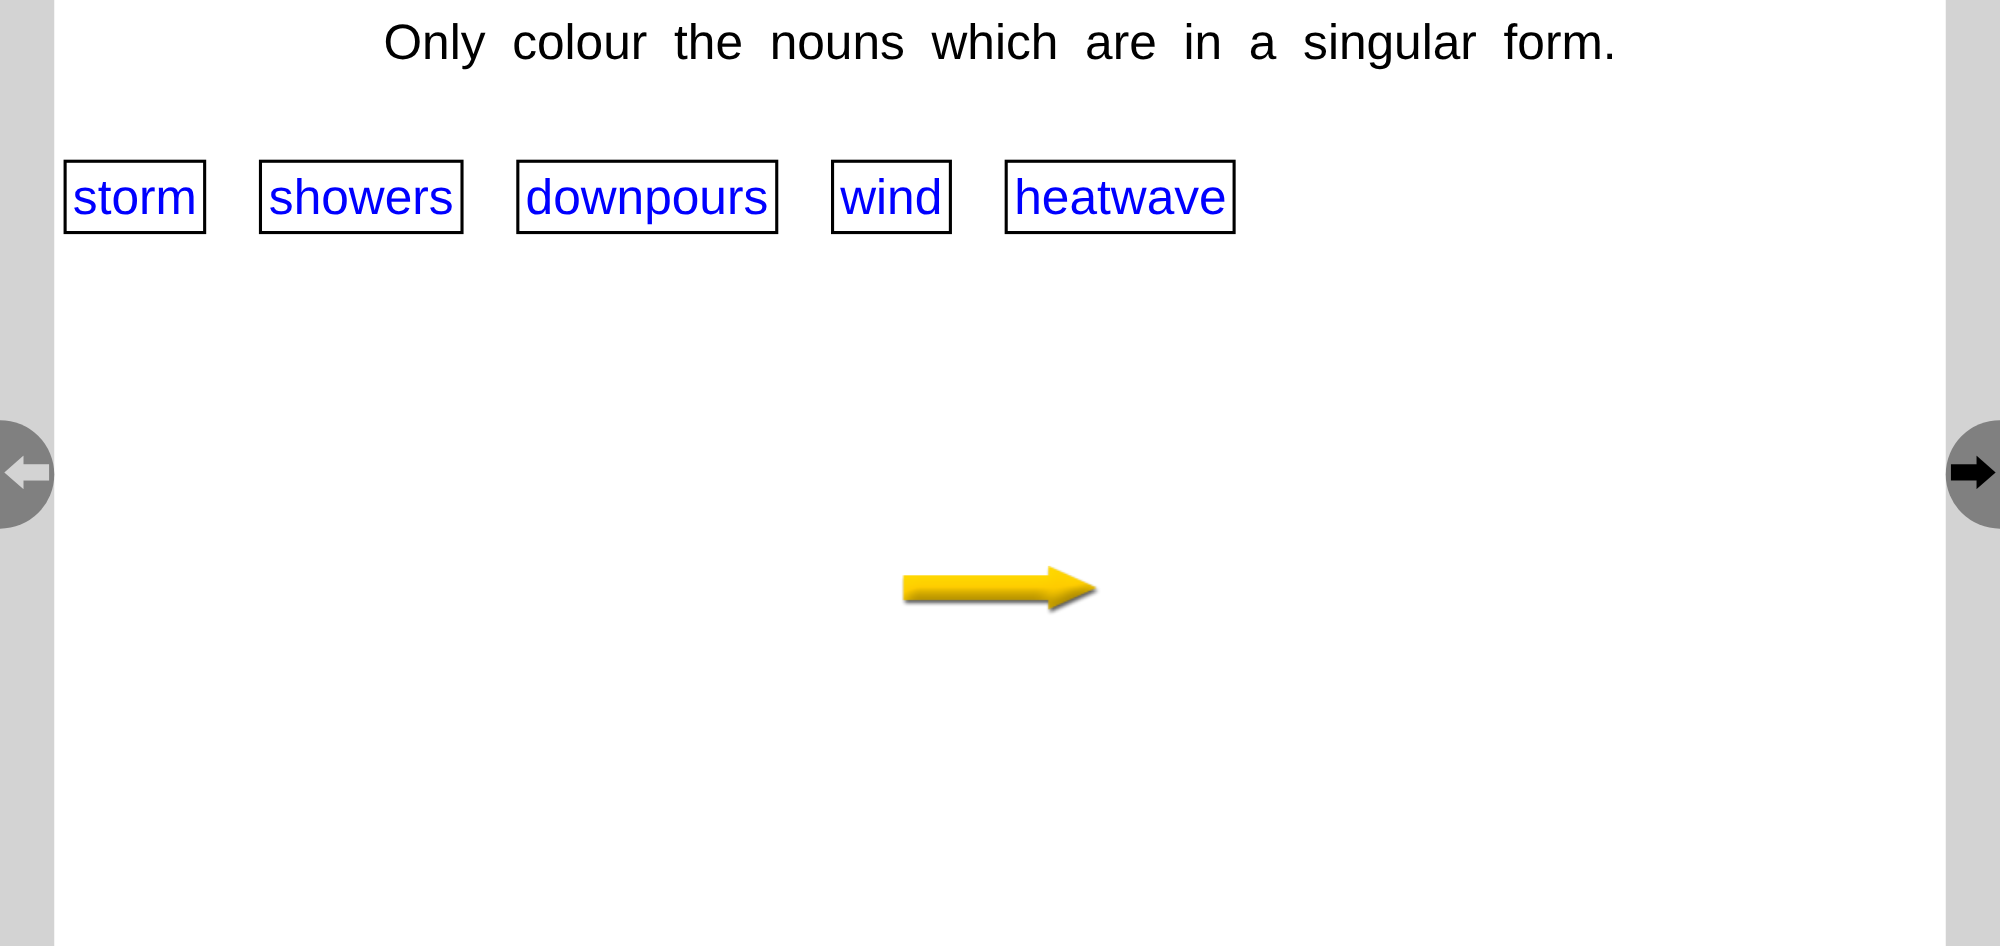 Only colour the nouns which are in a singular form.
storm showers downpours wind heatwave